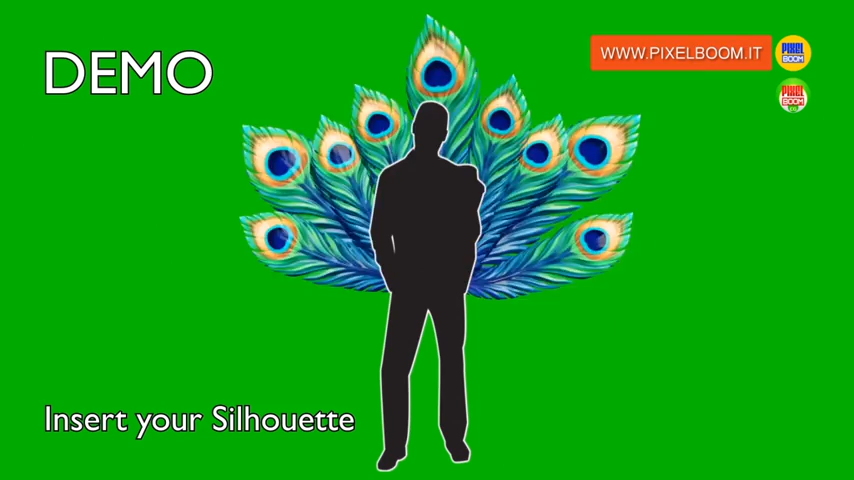 DEMO
WWW.PIXELBOOM.IT
PIXEL
BOOM
PIXEL
BOOM
Insert your Silhouette